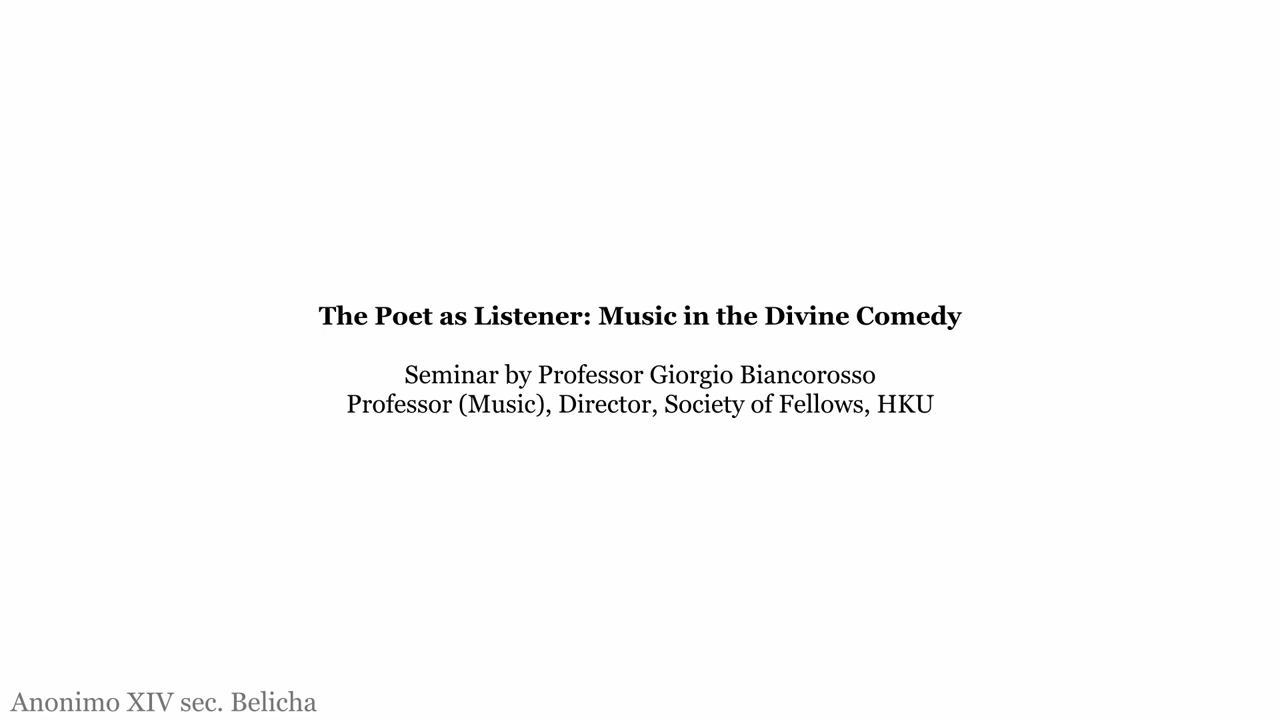 The Poet as Listener: Music in the Divine Comedy
Seminar by Professor Giorgio Biancorosso
Professor (Music), Director, Society of Fellows, HKU
Anonimo XIV sec. Belicha